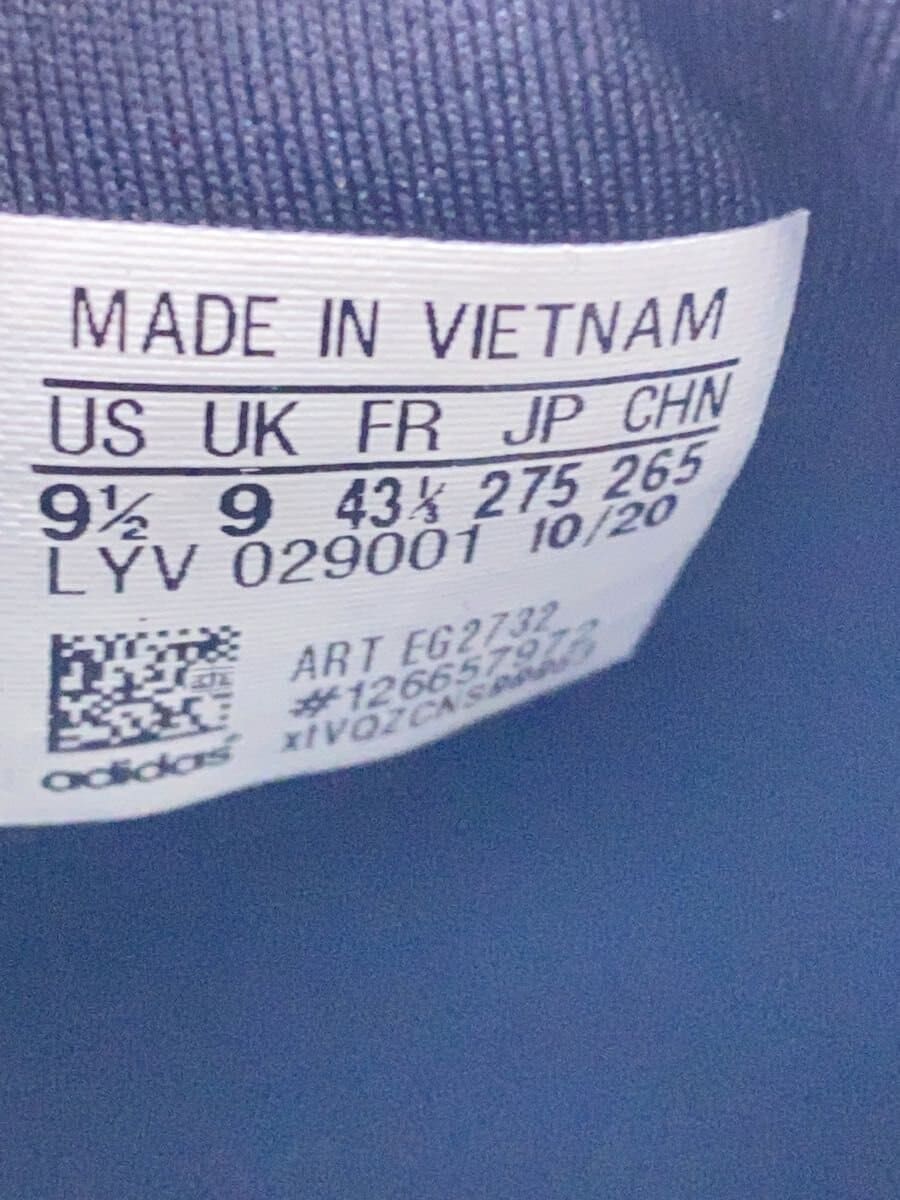 MADE IN VIETNAM
US UK FR JP CHN
9½ 9 43⅓ 275 265
LYV 029001 10/20
ART EG2732
#126657972
adidas